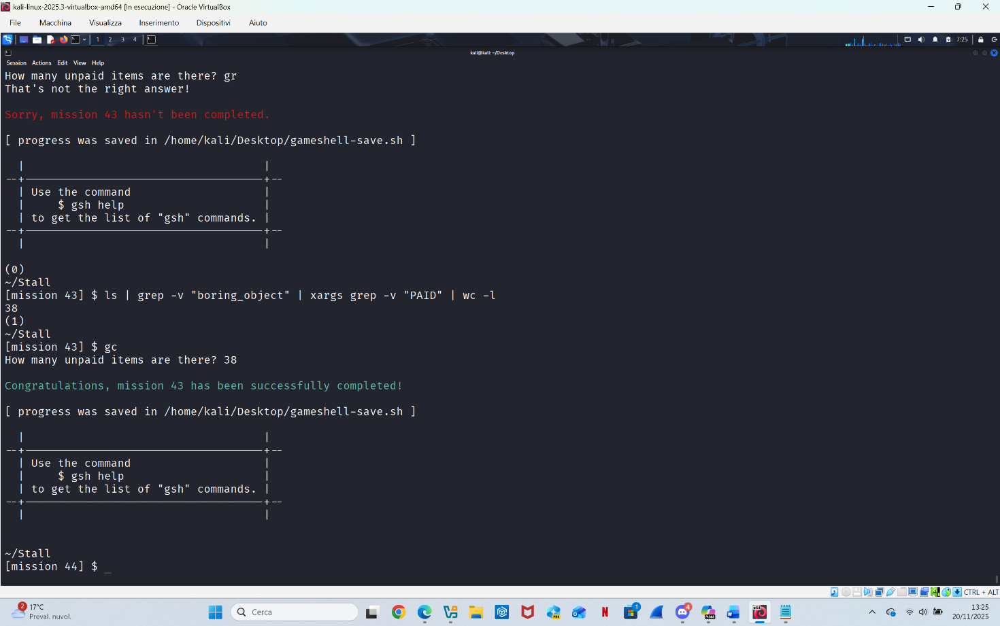 kali-linux-2025.3-virtualbox-amd64 [In esecuzione] - Oracle VirtualBox
File Macchina Visualizza Inserimento Dispositivi Aiuto
1 2 3 4 7:25
kali@kali: ~/Desktop
Session Actions Edit View Help
How many unpaid items are there? gr
That's not the right answer!
Sorry, mission 43 hasn't been completed.
[ progress was saved in /home/kali/Desktop/gameshell-save.sh ]
Use the command
$ gsh help
to get the list of "gsh" commands.
(0)
~/Stall
[mission 43] $ ls | grep -v "boring_object" | xargs grep -v "PAID" | wc -l
38
(1)
~/Stall
[mission 43] $ gc
How many unpaid items are there? 38
Congratulations, mission 43 has been successfully completed!
[ progress was saved in /home/kali/Desktop/gameshell-save.sh ]
Use the command
$ gsh help
to get the list of "gsh" commands.
~/Stall
[mission 44] $ _
CTRL + ALT
2
17°C
Preval. nuvol.
Cerca
PRE
N
1
4
M365
13:25
20/11/2025